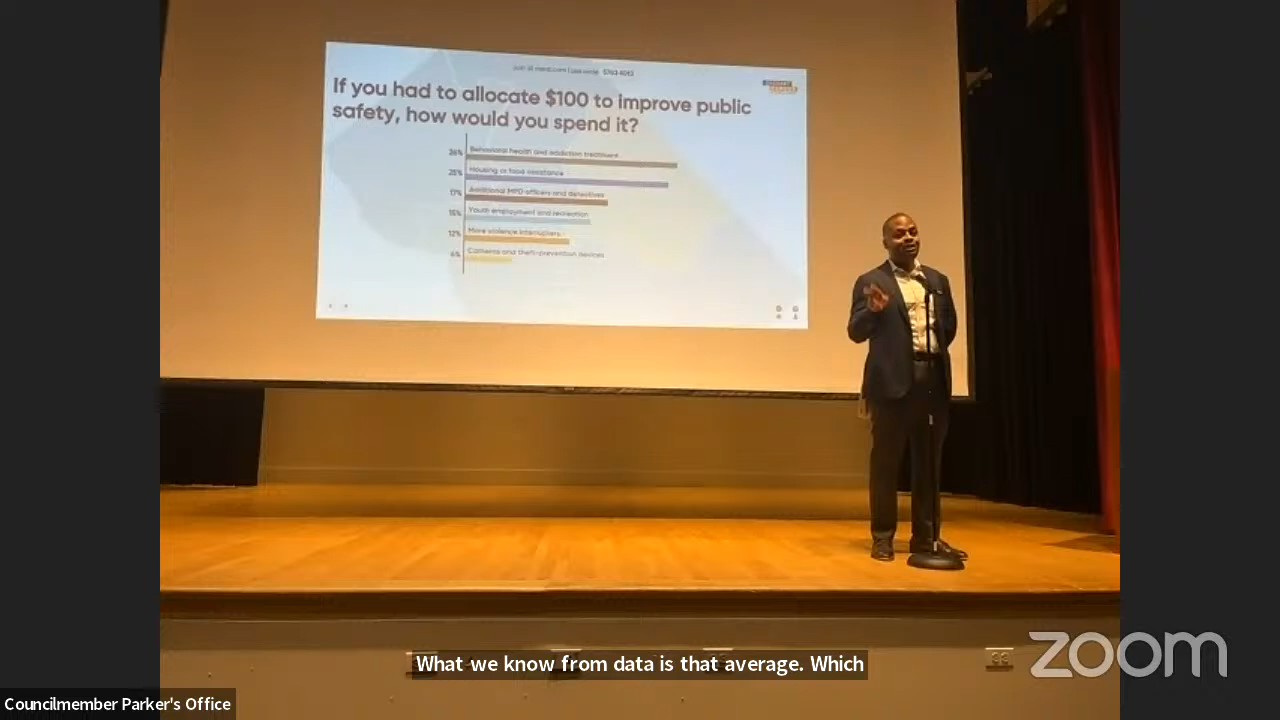 If you had to allocate $100 to improve public
safety, how would you spend it?
26% Behavioral health and addiction treatment
25% Housing or food assistance
17% Additional MPD officers and detectives
15% Youth employment and recreation
12% More violence interrupters
6% Cameras and theft-prevention devices
What we know from data is that average. Which
zoom
Councilmember Parker's Office